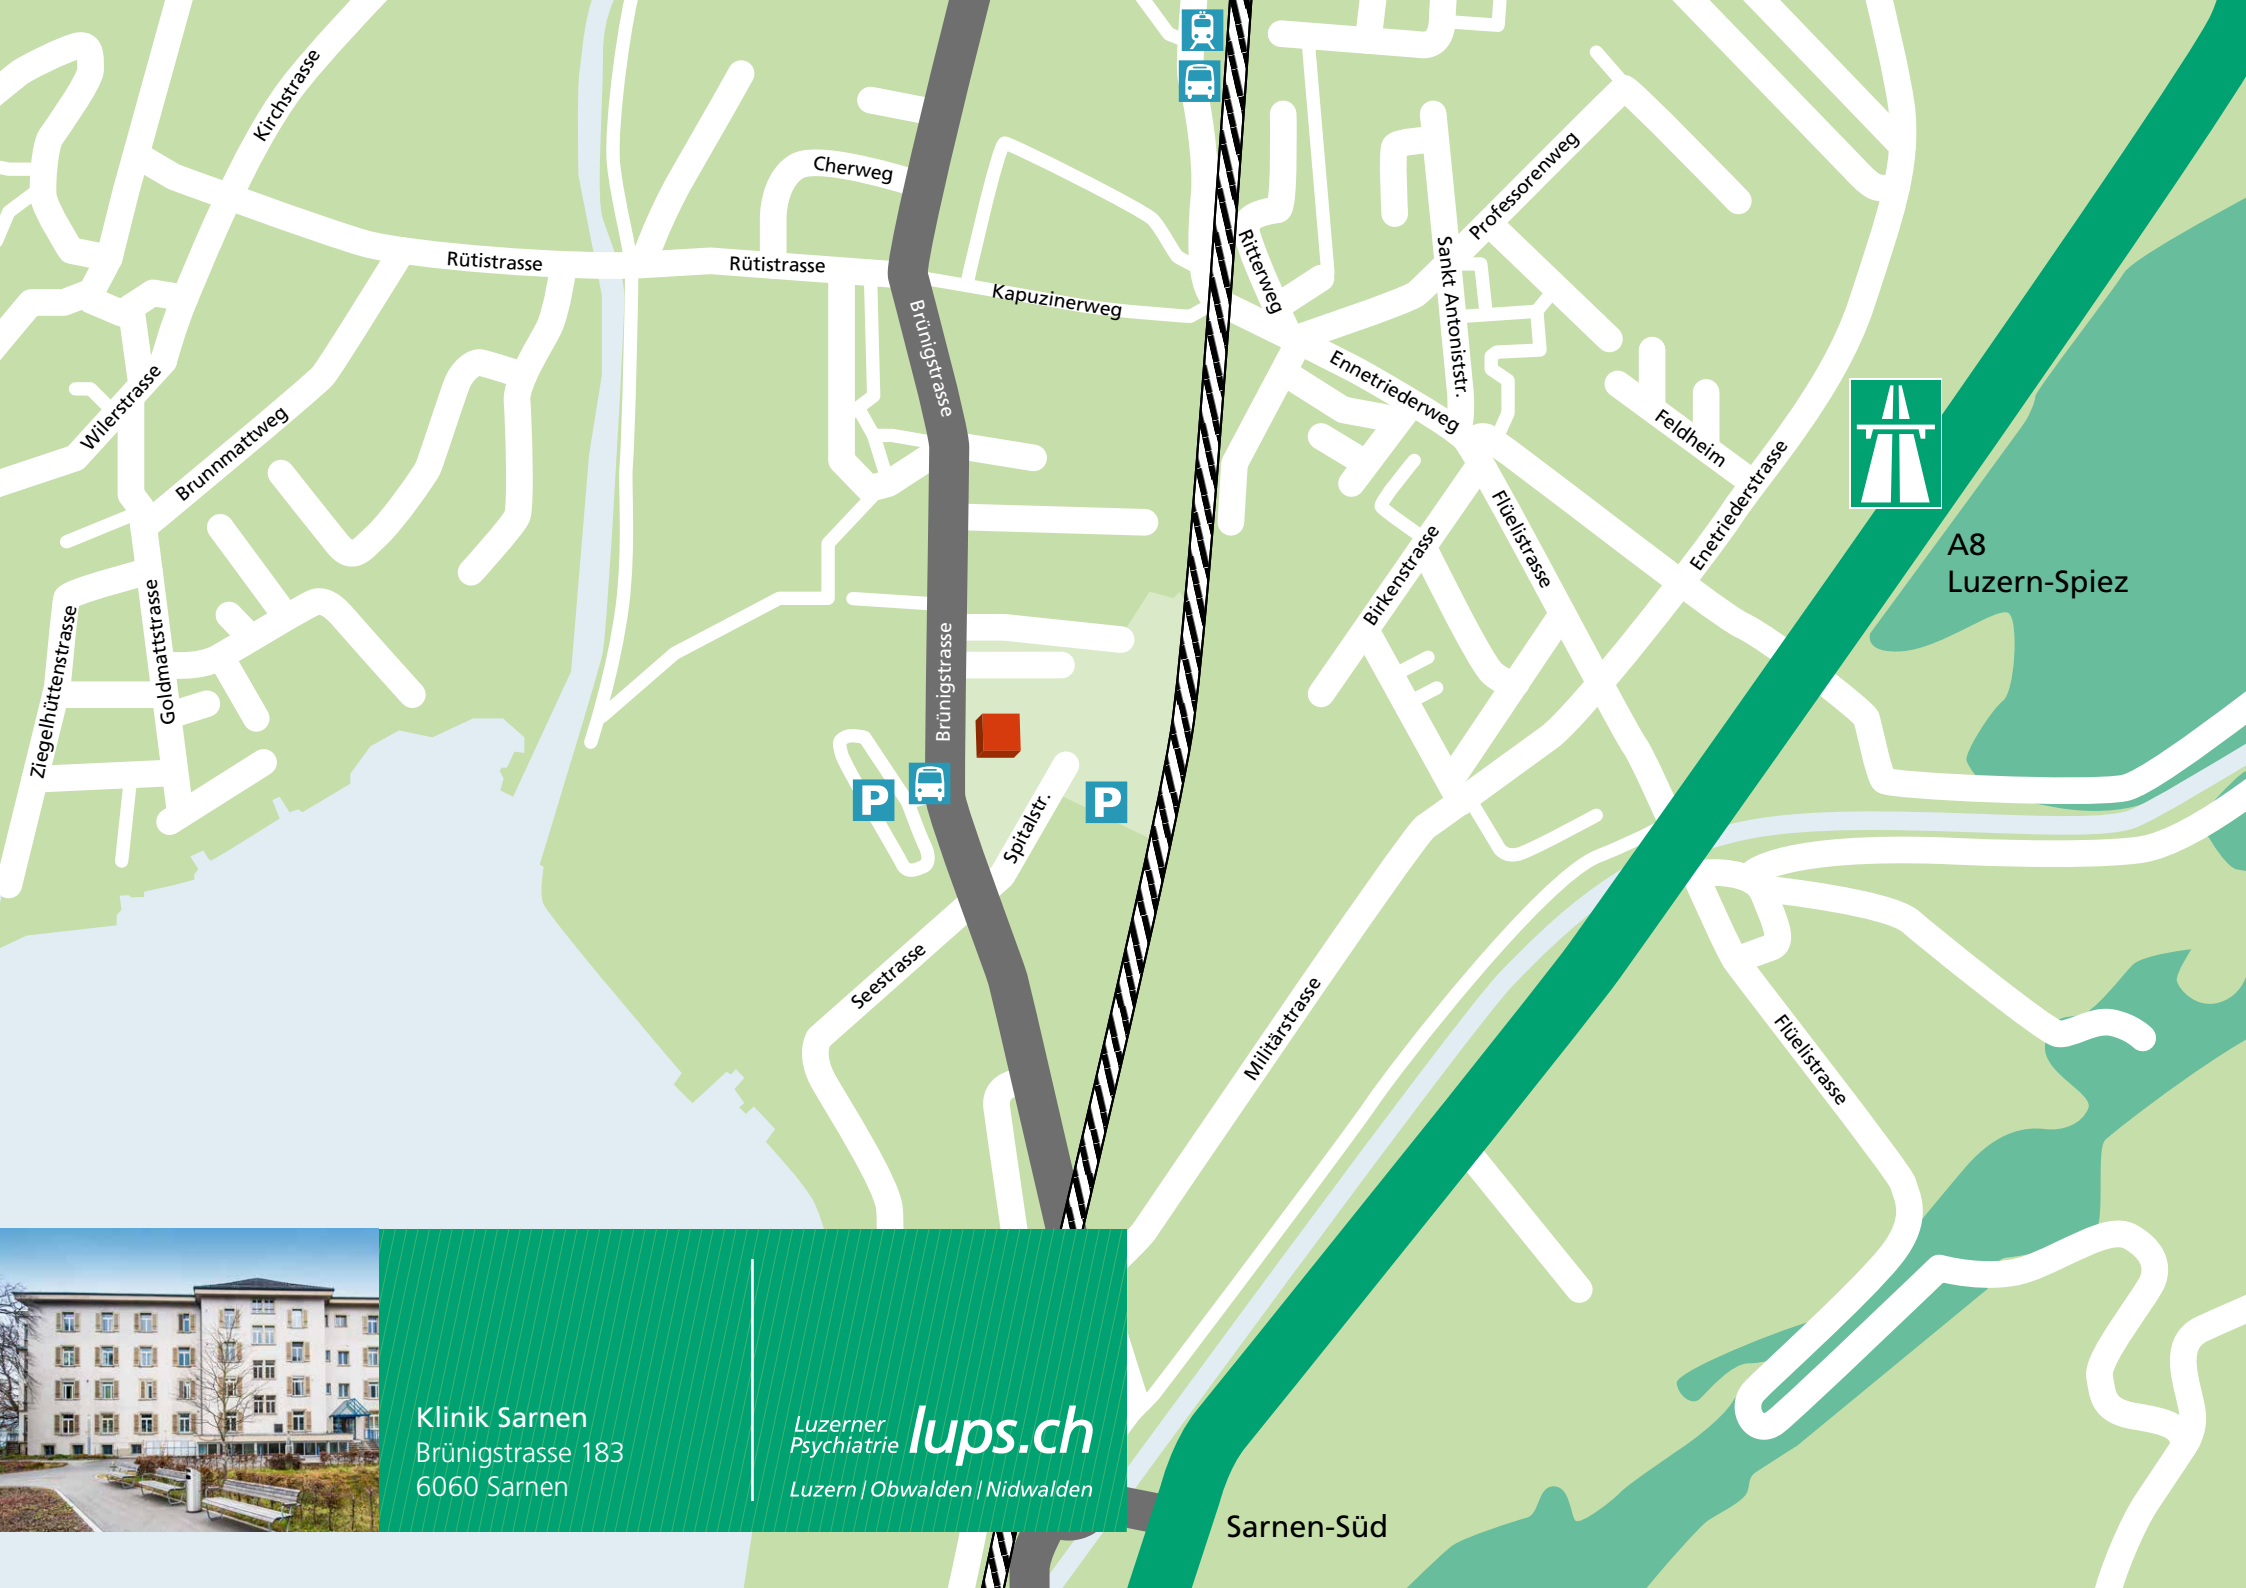 Kirchstrasse
Cherweg
Professorenweg
Rütistrasse
Rütistrasse
Ritterweg
Sankt Antoniststr.
Kapuzinerweg
Brünigstrasse
Ennetriederweg
Wilerstrasse
Brunnmattweg
Feldheim
Enetriederstrasse
Flüelistrasse
Birkenstrasse
A8
Luzern-Spiez
Ziegelhüttenstrasse
Goldmattstrasse
Brünigstrasse
P
P
Spitalstr.
Seestrasse
Militärstrasse
Flüelistrasse
Klinik Sarnen
Brünigstrasse 183
6060 Sarnen
Luzerner
Psychiatrie lups.ch
Luzern | Obwalden | Nidwalden
Sarnen-Süd